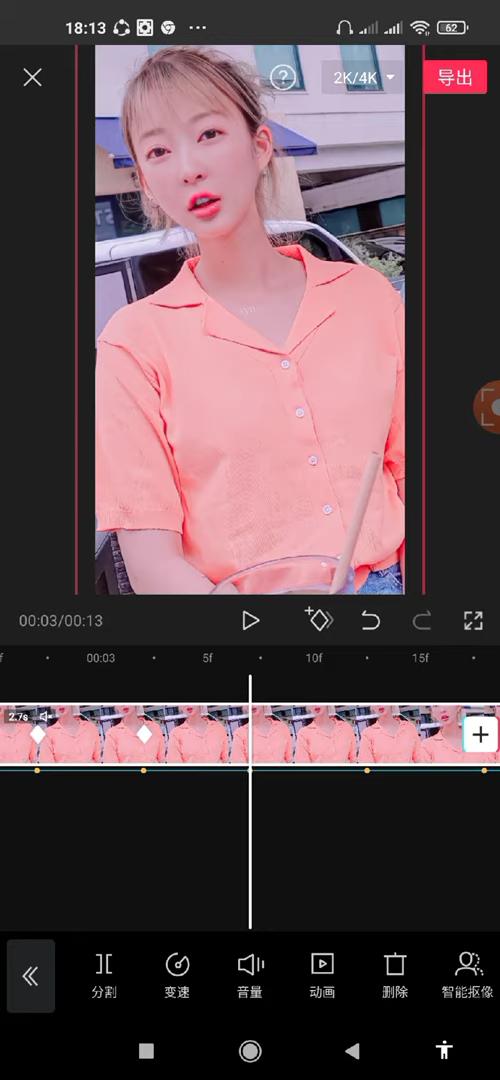 18:13
62
?
2K/4K
导出
00:03/00:13
f
00:03
5f
10f
15f
2.7s
分割
变速
音量
动画
删除
智能抠像